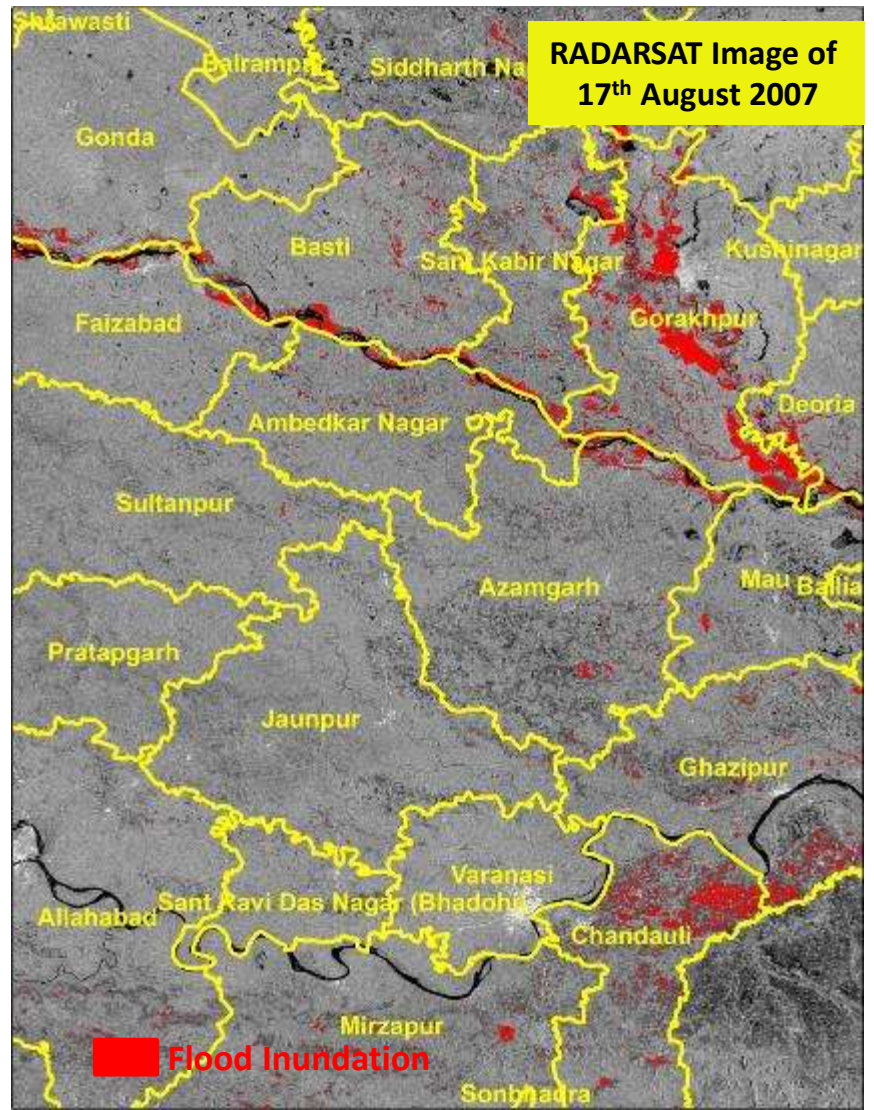 Shrawasti
Balrampur
Siddharth Na
RADARSAT Image of
17th August 2007
Gonda
Basti
Sant Kabir Nagar
Kushinagar
Faizabad
Gorakhpur
Ambedkar Nagar
Deoria
Sultanpur
Azamgarh
Mau
Ballia
Pratapgarh
Jaunpur
Ghazipur
Varanasi
Sant Ravi Das Nagar (Bhadohi)
Allahabad
Chandauli
Mirzapur
Flood Inundation
Sonbhadra